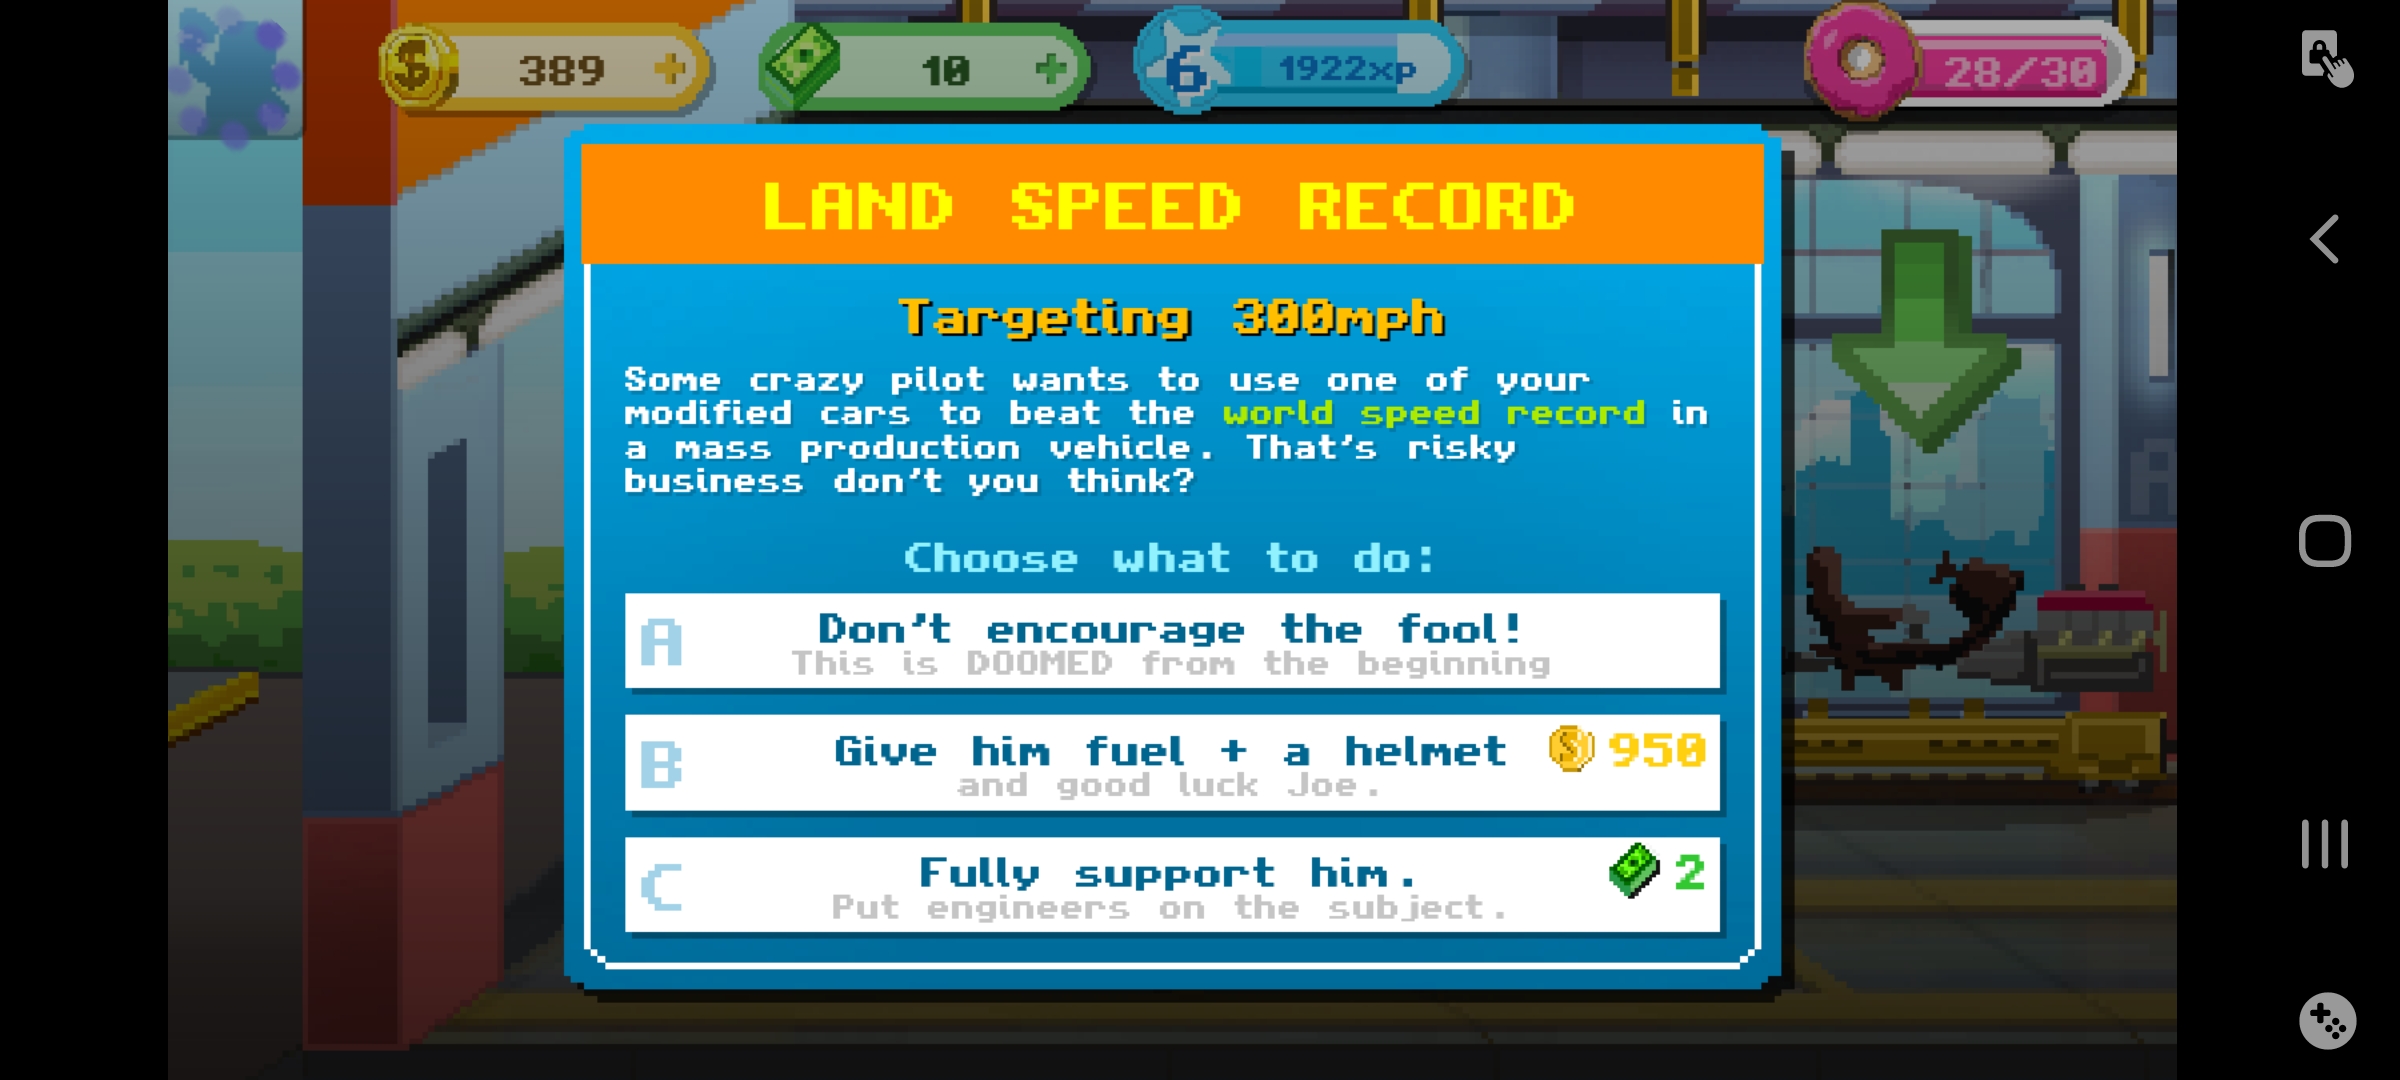 389 +
10 +
6 1922xp
28/30
LAND SPEED RECORD
Targeting 300mph
Some crazy pilot wants to use one of your
modified cars to beat the world speed record in
a mass production vehicle. That's risky
business don't you think?
Choose what to do:
A Don't encourage the fool!
This is DOOMED from the beginning
B Give him fuel + a helmet 950
and good luck Joe.
C Fully support him. 2
Put engineers on the subject.